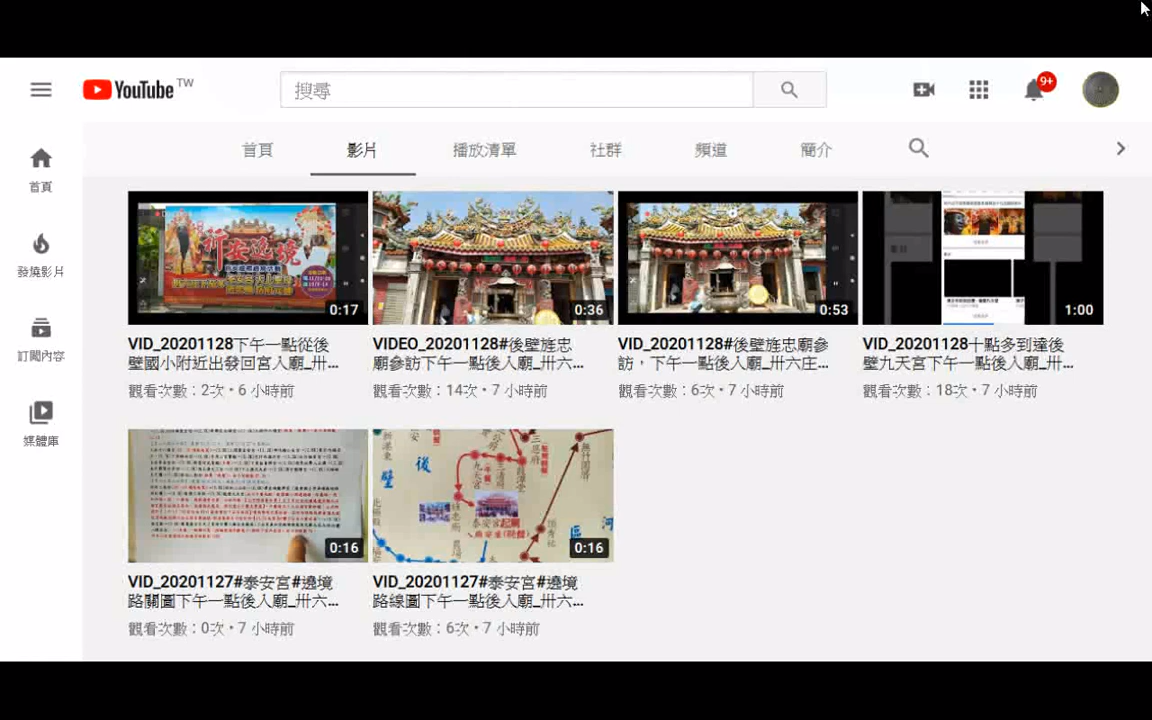 YouTube TW
搜尋
9+
首頁
影片
播放清單
社群
頻道
簡介
首頁
發燒影片
訂閱內容
媒體庫
祈安遶境
0:17
0:36
0:53
1:00
VID_20201128下午一點從後
壁國小附近出發回宮入廟_卅...
觀看次數：2次 • 6 小時前
VIDEO_20201128#後壁旌忠
廟參訪下午一點後入廟_卅六...
觀看次數：14次 • 7 小時前
VID_20201128#後壁旌忠廟參
訪，下午一點後入廟_卅六庄...
觀看次數：6次 • 7 小時前
VID_20201128十點多到達後
壁九天宮下午一點後入廟_卅...
觀看次數：18次 • 7 小時前
後
壁
區
0:16
0:16
VID_20201127#泰安宮#遶境
路關圖下午一點後入廟_卅六...
觀看次數：0次 • 7 小時前
VID_20201127#泰安宮#遶境
路線圖下午一點後入廟_卅六...
觀看次數：6次 • 7 小時前